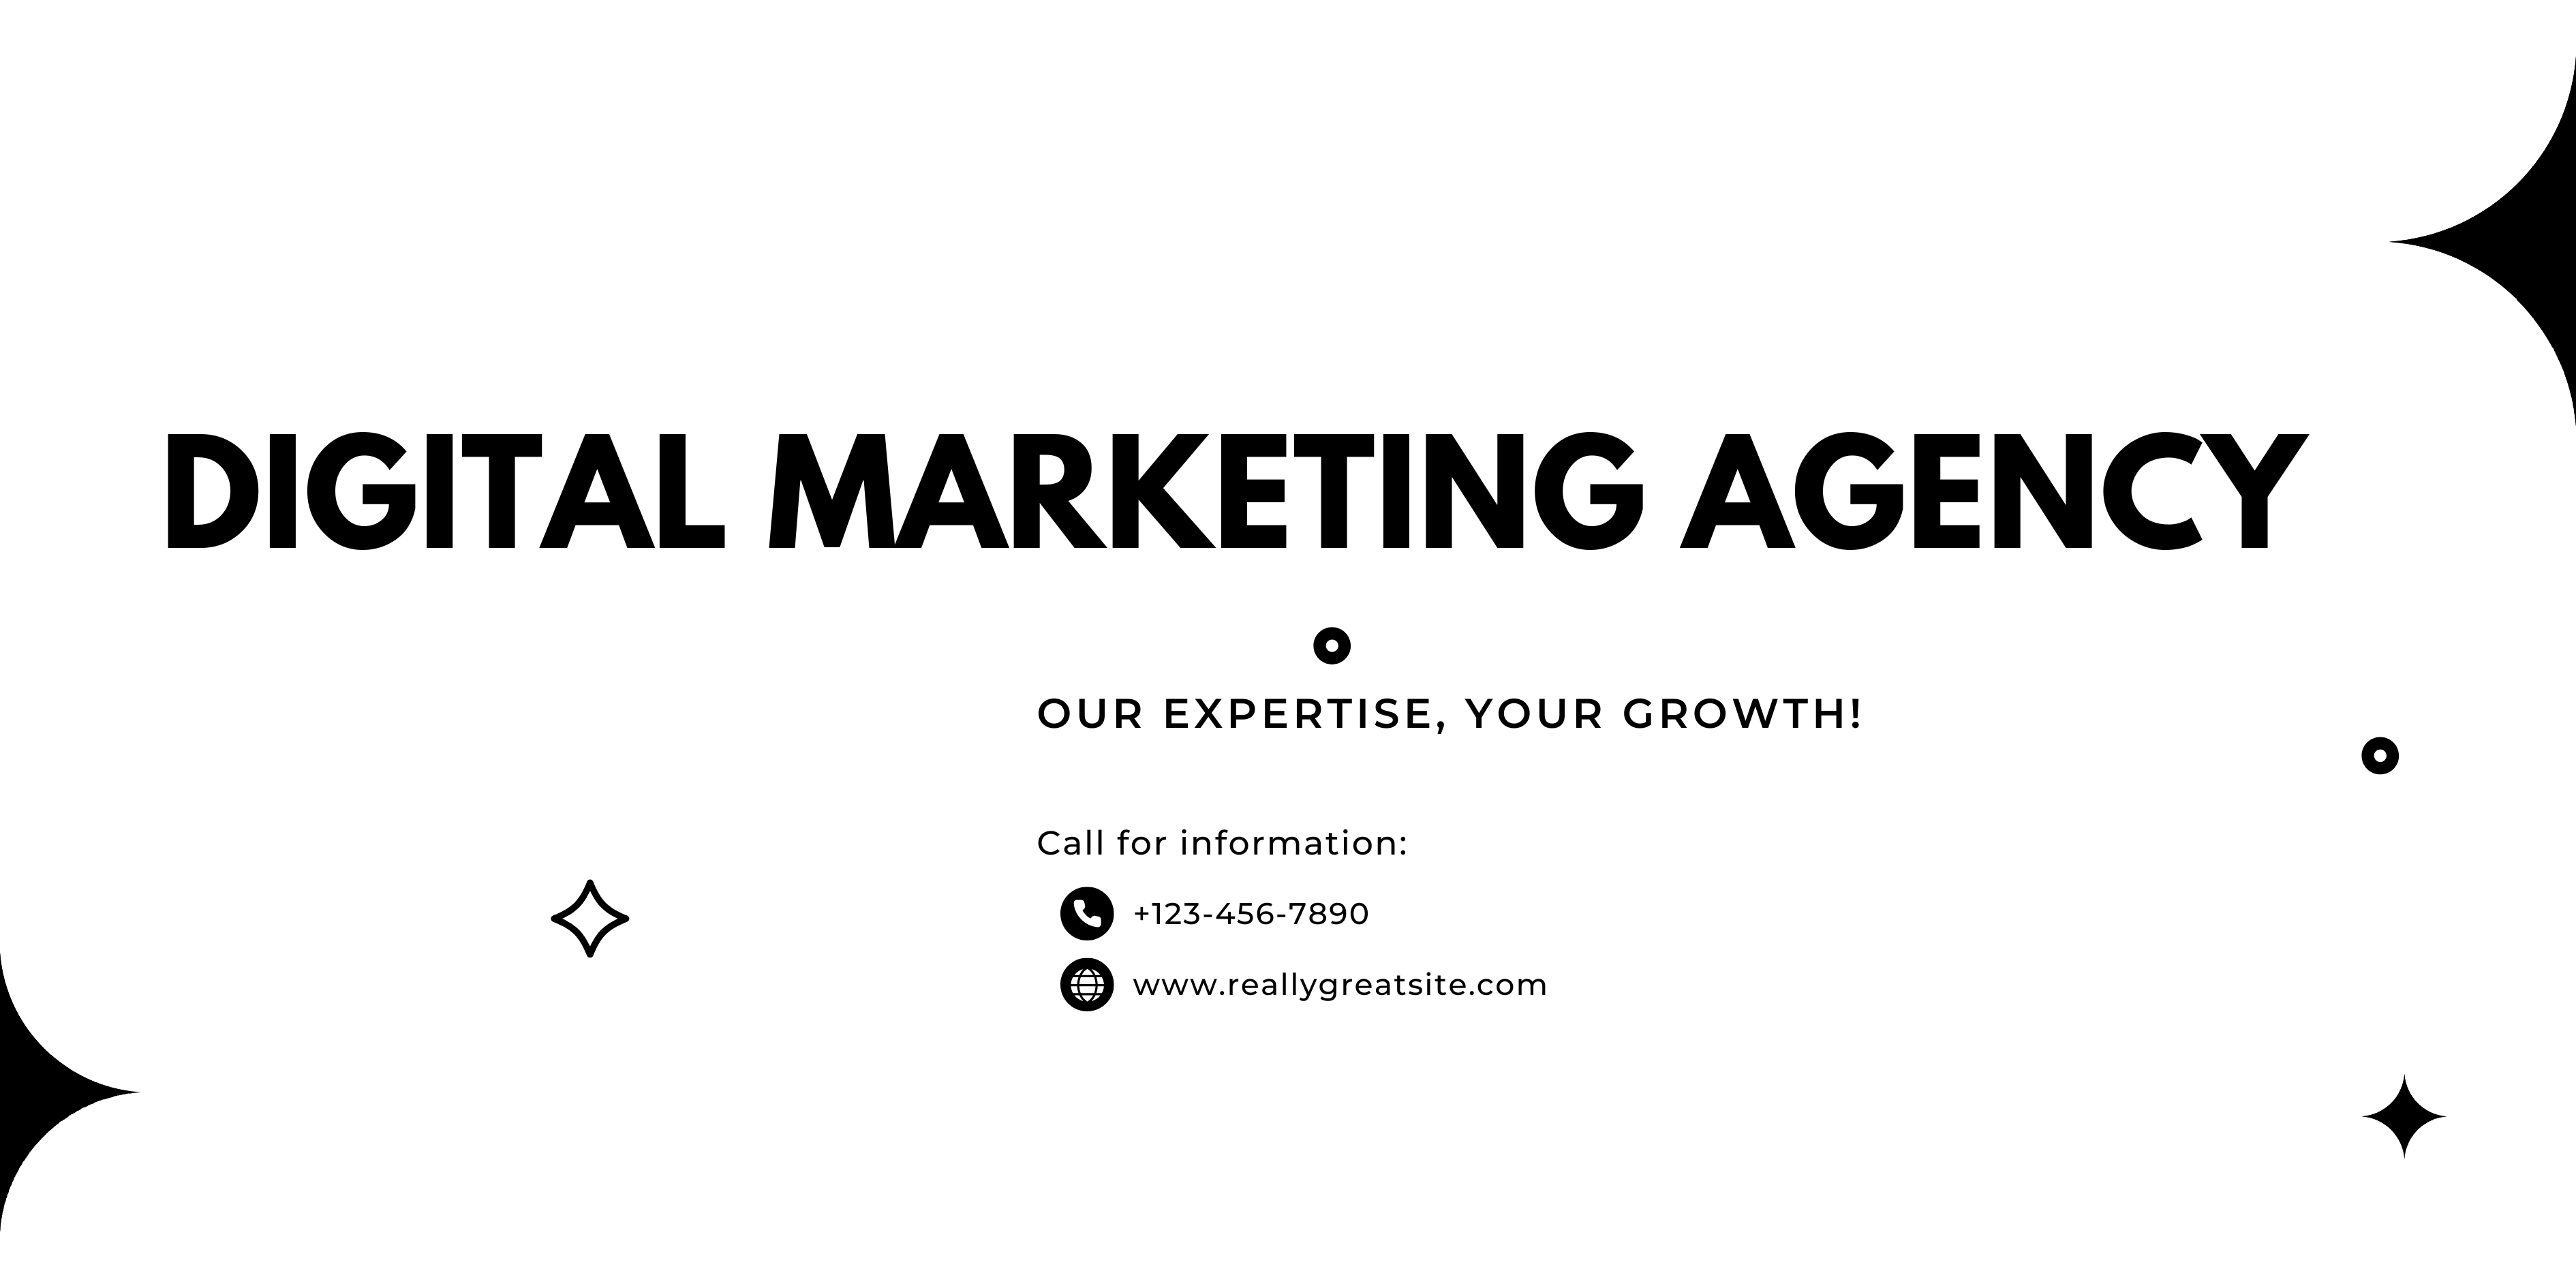 DIGITAL MARKETING AGENCY
OUR EXPERTISE, YOUR GROWTH!
Call for information:
+123-456-7890
www.reallygreatsite.com